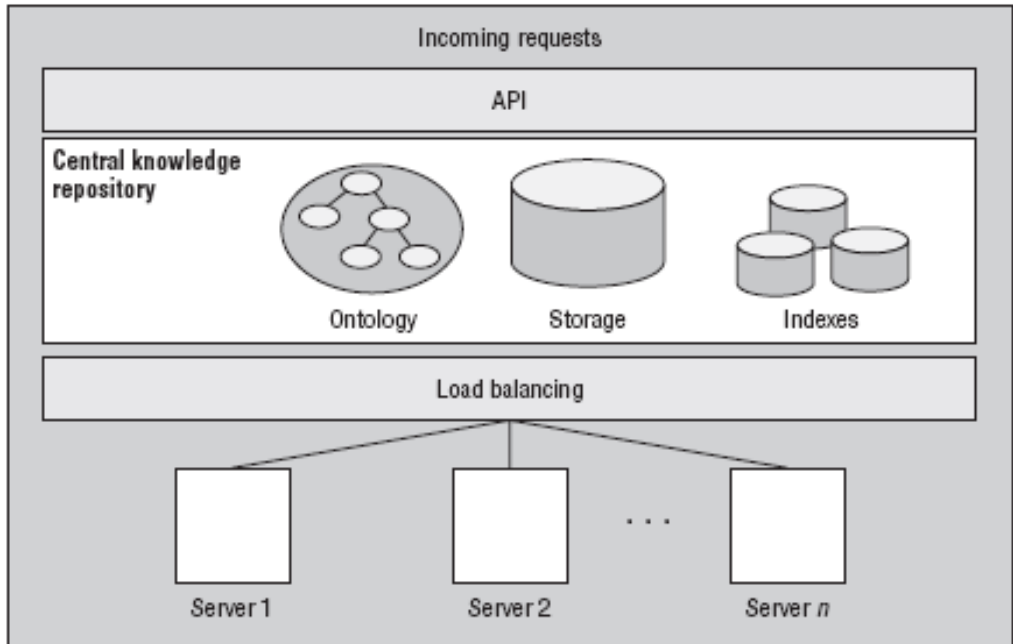 Incoming requests
API
Central knowledge
repository
Ontology
Storage
Indexes
Load balancing
. . .
Server 1
Server 2
Server n